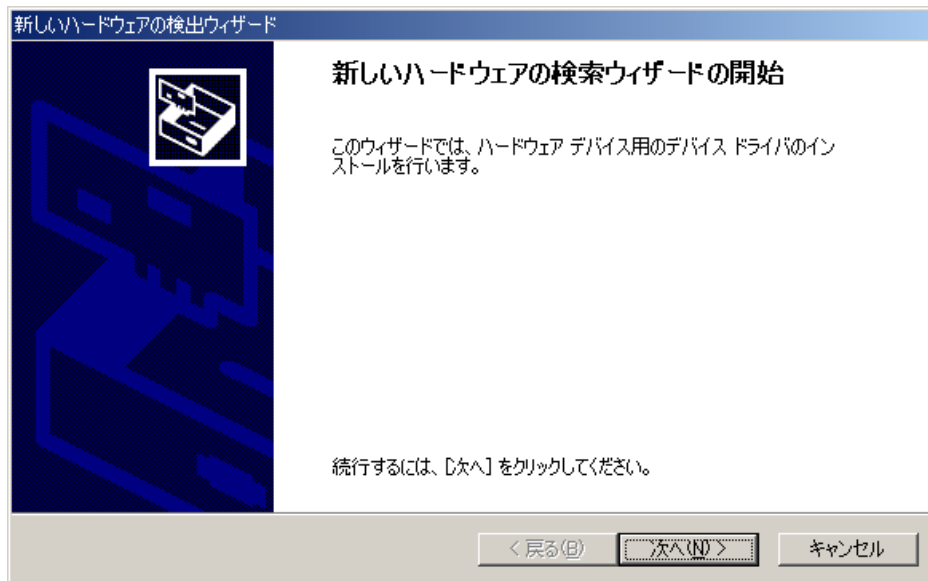 新しいハードウェアの検出ウィザード
新しいハードウェアの検索ウィザードの開始
このウィザードでは、ハードウェア デバイス用のデバイス ドライバのイン
ストールを行います。
続行するには、[次へ] をクリックしてください。
< 戻る(B)
次へ(N) >
キャンセル